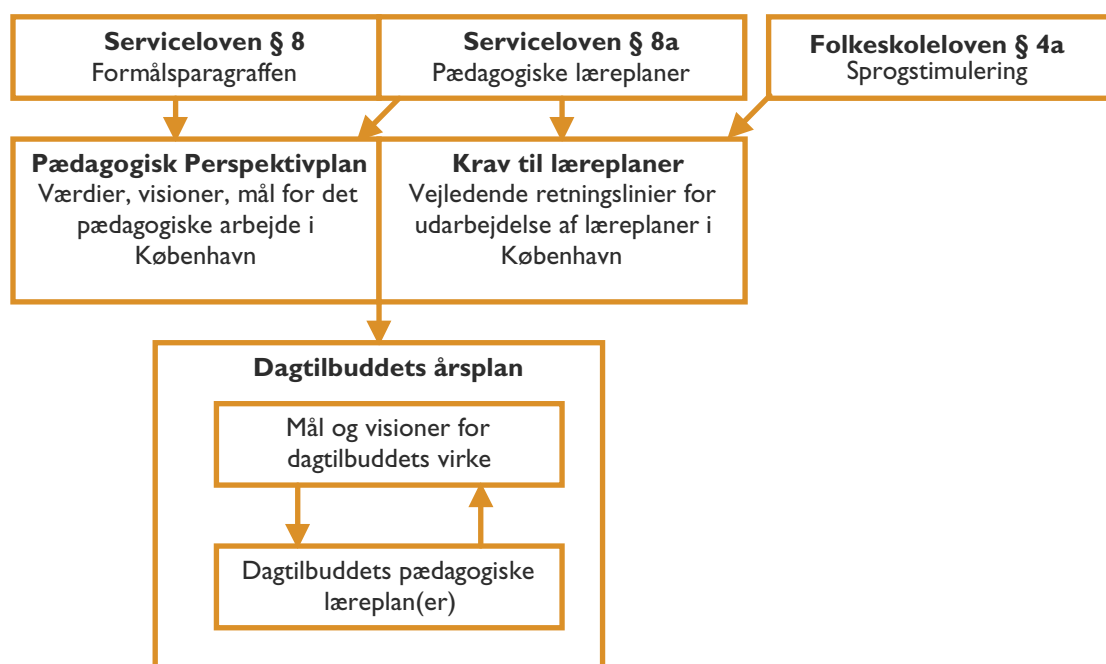 Serviceloven § 8
Formålsparagraffen
Serviceloven § 8a
Pædagogiske læreplaner
Folkeskoleloven § 4a
Sprogstimulering
Pædagogisk Perspektivplan
Værdier, visioner, mål for det
pædagogiske arbejde i
København
Krav til læreplaner
Vejledende retningslinier for
udarbejdelse af læreplaner i
København
Dagtilbuddets årsplan
Mål og visioner for
dagtilbuddets virke
Dagtilbuddets pædagogiske
læreplan(er)